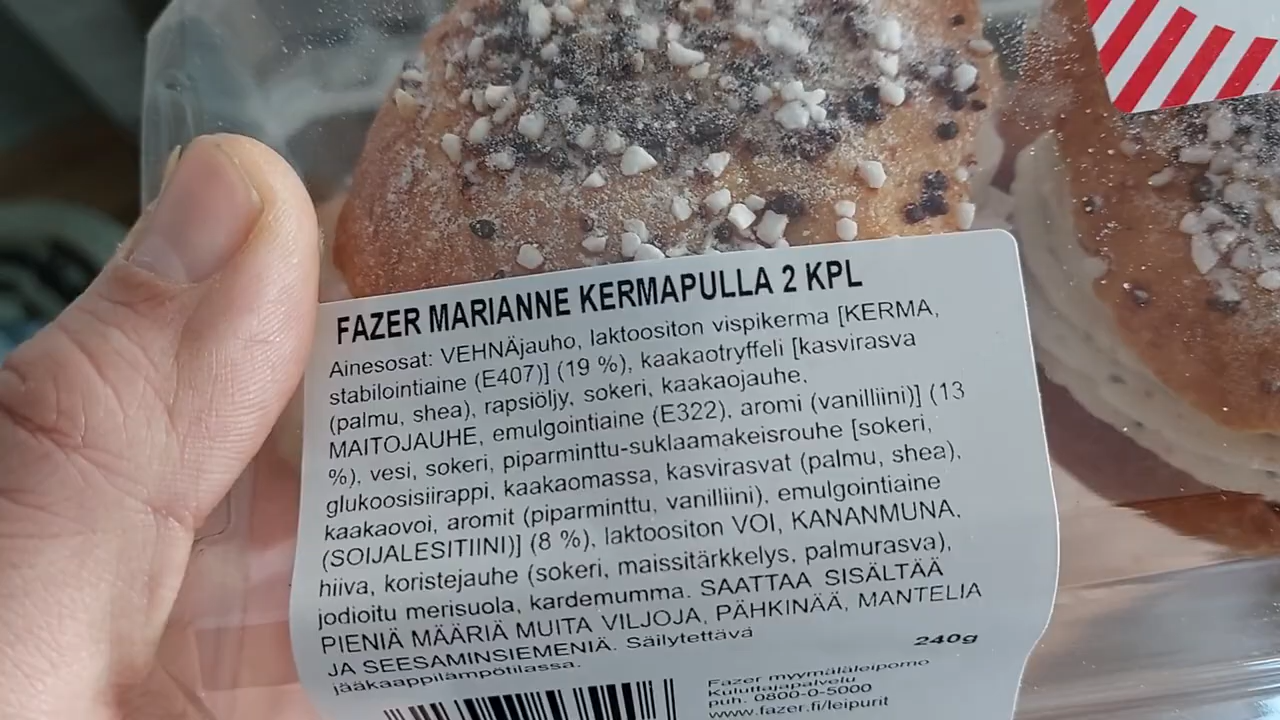 FAZER MARIANNE KERMAPULLA 2 KPL
Ainesosat: VEHNÄjauho, laktoositon vispikerma [KERMA,
stabilointiaine (E407)] (19 %), kaakaotryffeli [kasvirasva
(palmu, shea), rapsiöljy, sokeri, kaakaojauhe,
MAITOJAUHE, emulgointiaine (E322), aromi (vanilliini)] (13
%), vesi, sokeri, piparminttu-suklaamakeisrouhe [sokeri,
glukoosisiirappi, kaakaomassa, kasvirasvat (palmu, shea),
kaakaovoi, aromit (piparminttu, vanilliini), emulgointiaine
(SOIJALESITIINI)] (8 %), laktoositon VOI, KANANMUNA,
hiiva, koristejauhe (sokeri, maissitärkkelys, palmurasva),
jodioitu merisuola, kardemumma. SAATTAA SISÄLTÄÄ
PIENIÄ MÄÄRIÄ MUITA VILJOJA, PÄHKINÄÄ, MANTELIA
JA SEESAMINSIEMENIÄ. Säilytettävä
jääkaappilämpötilassa.
240g
Fazer myymäläleipomo
Kuluttajapalvelu
puh. 0800-0-5000
www.fazer.fi/leipurit